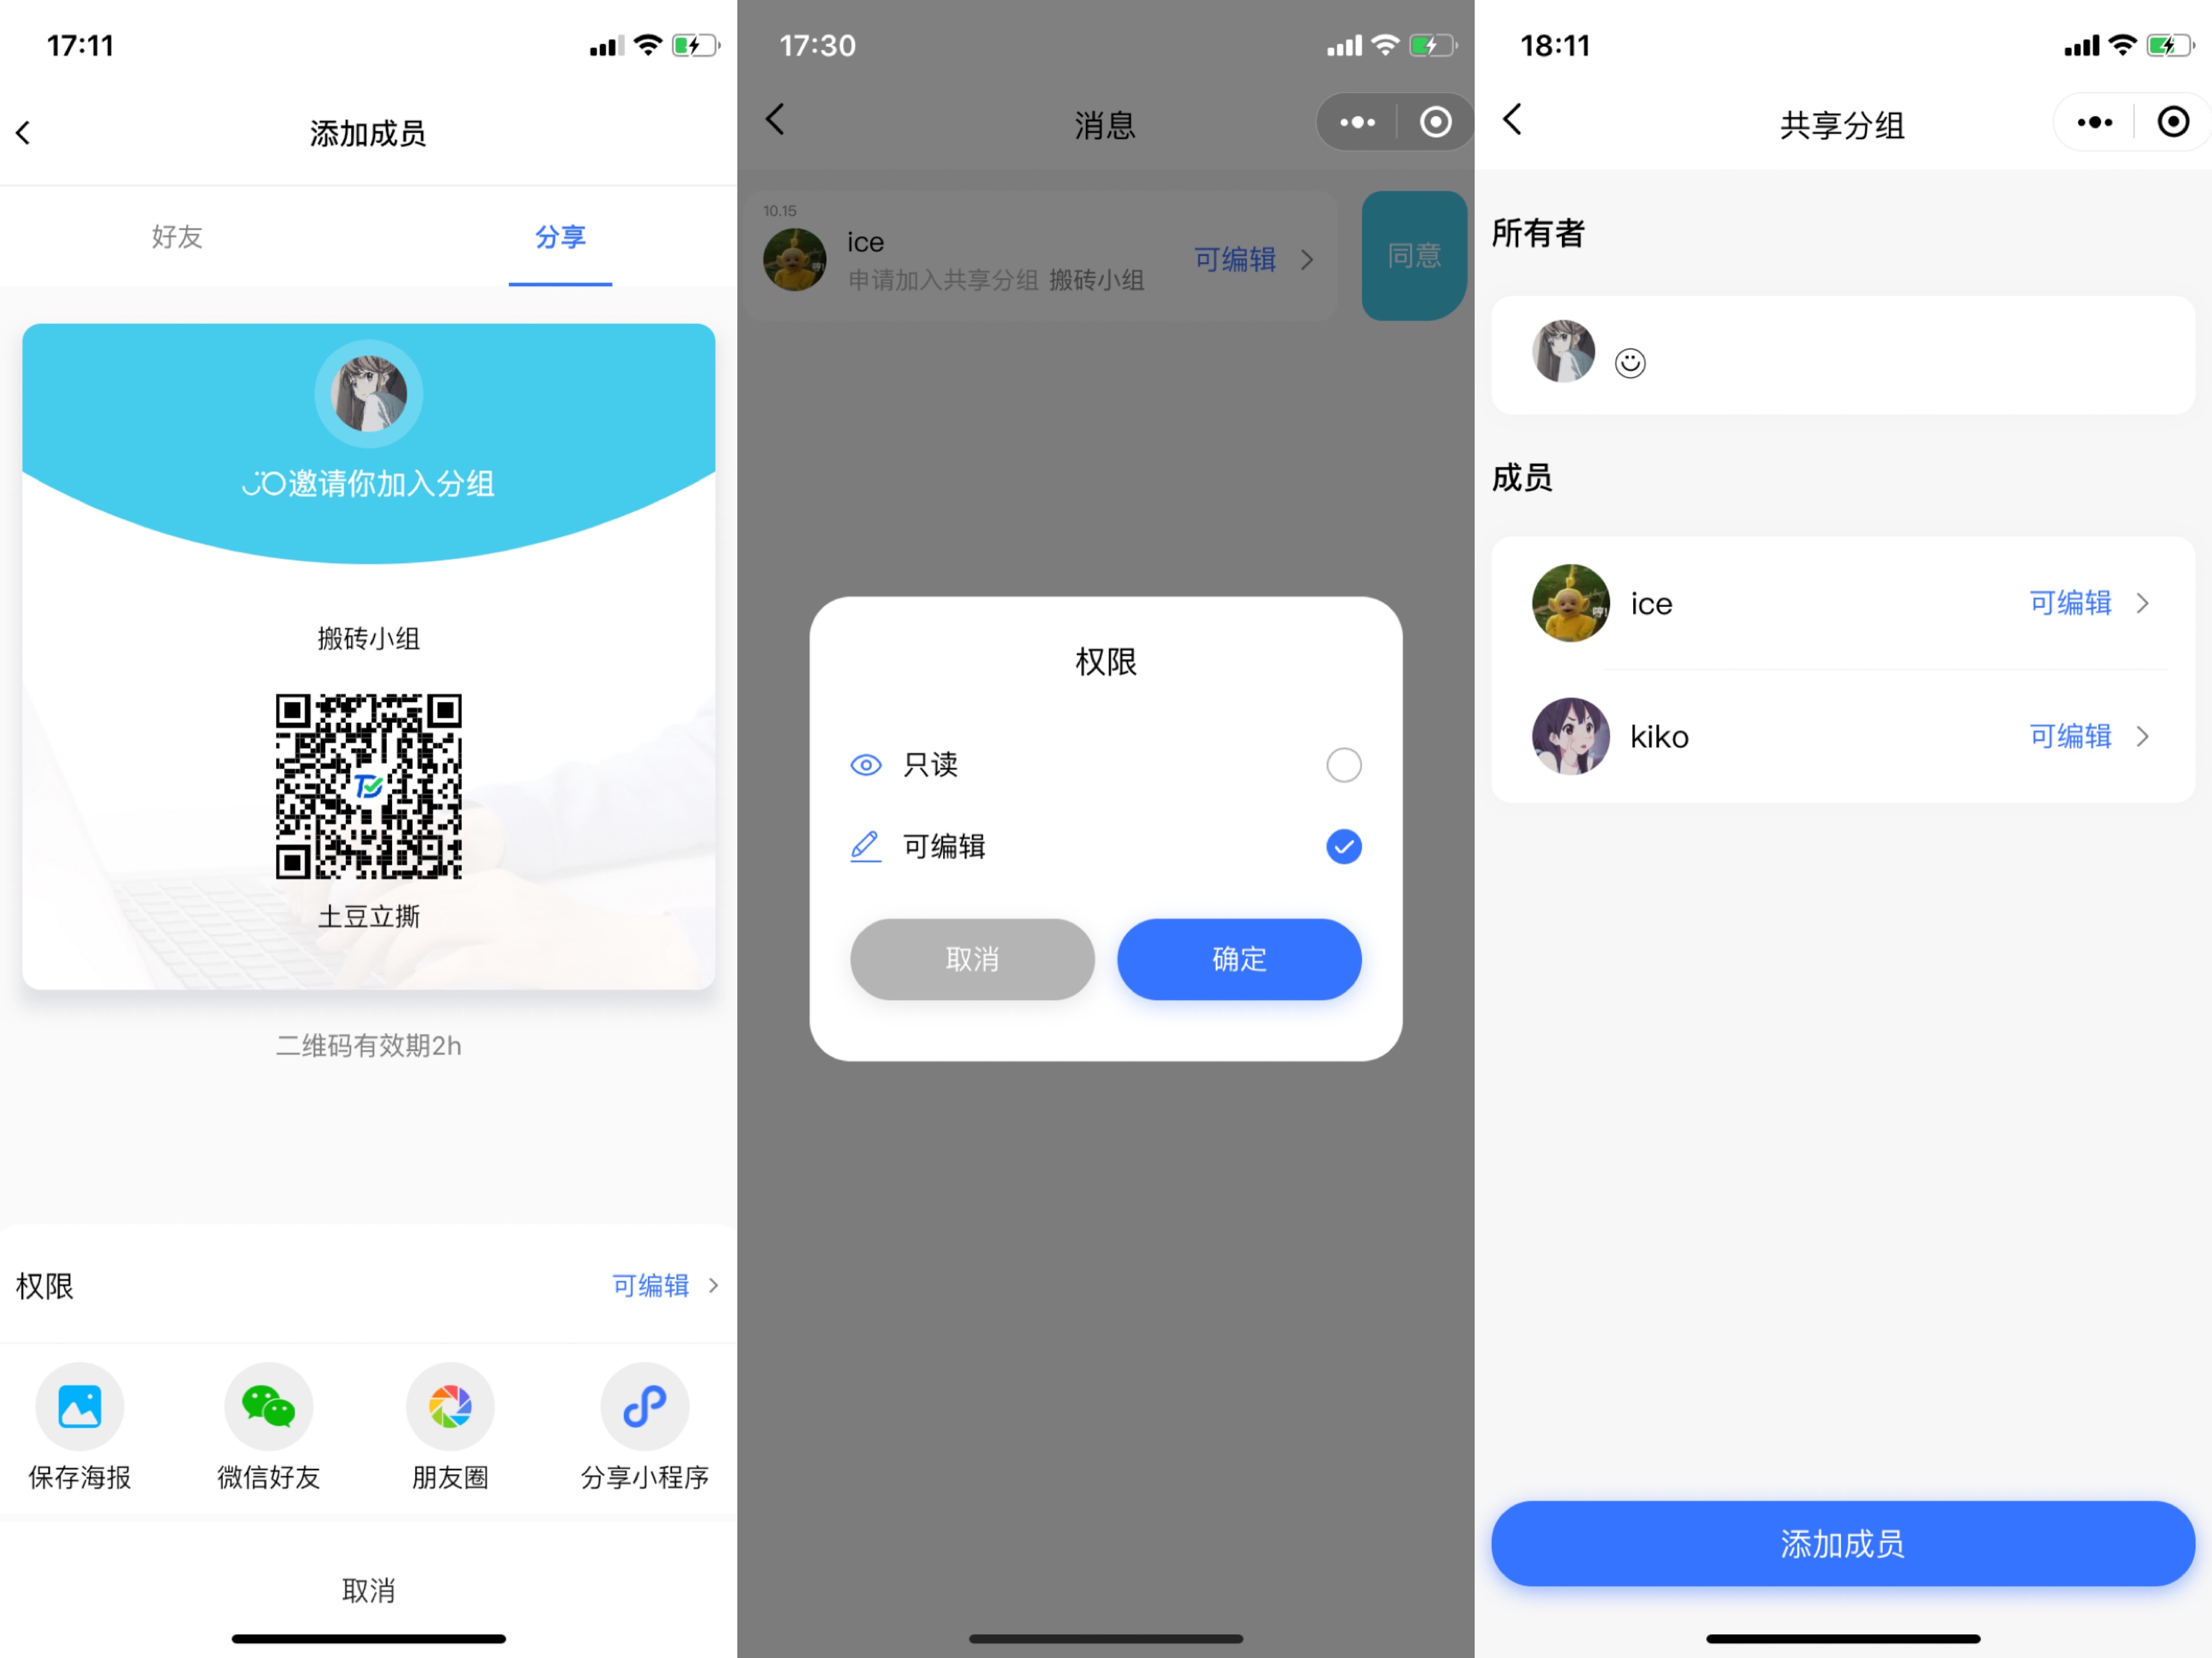 17:11
添加成员
好友
分享
邀请你加入分组
搬砖小组
土豆立撕
二维码有效期2h
权限
可编辑
保存海报
微信好友
朋友圈
分享小程序
取消
17:30
消息
10.15
ice
申请加入共享分组 搬砖小组
可编辑
同意
权限
只读
可编辑
取消
确定
18:11
共享分组
所有者
成员
ice
可编辑
kiko
可编辑
添加成员